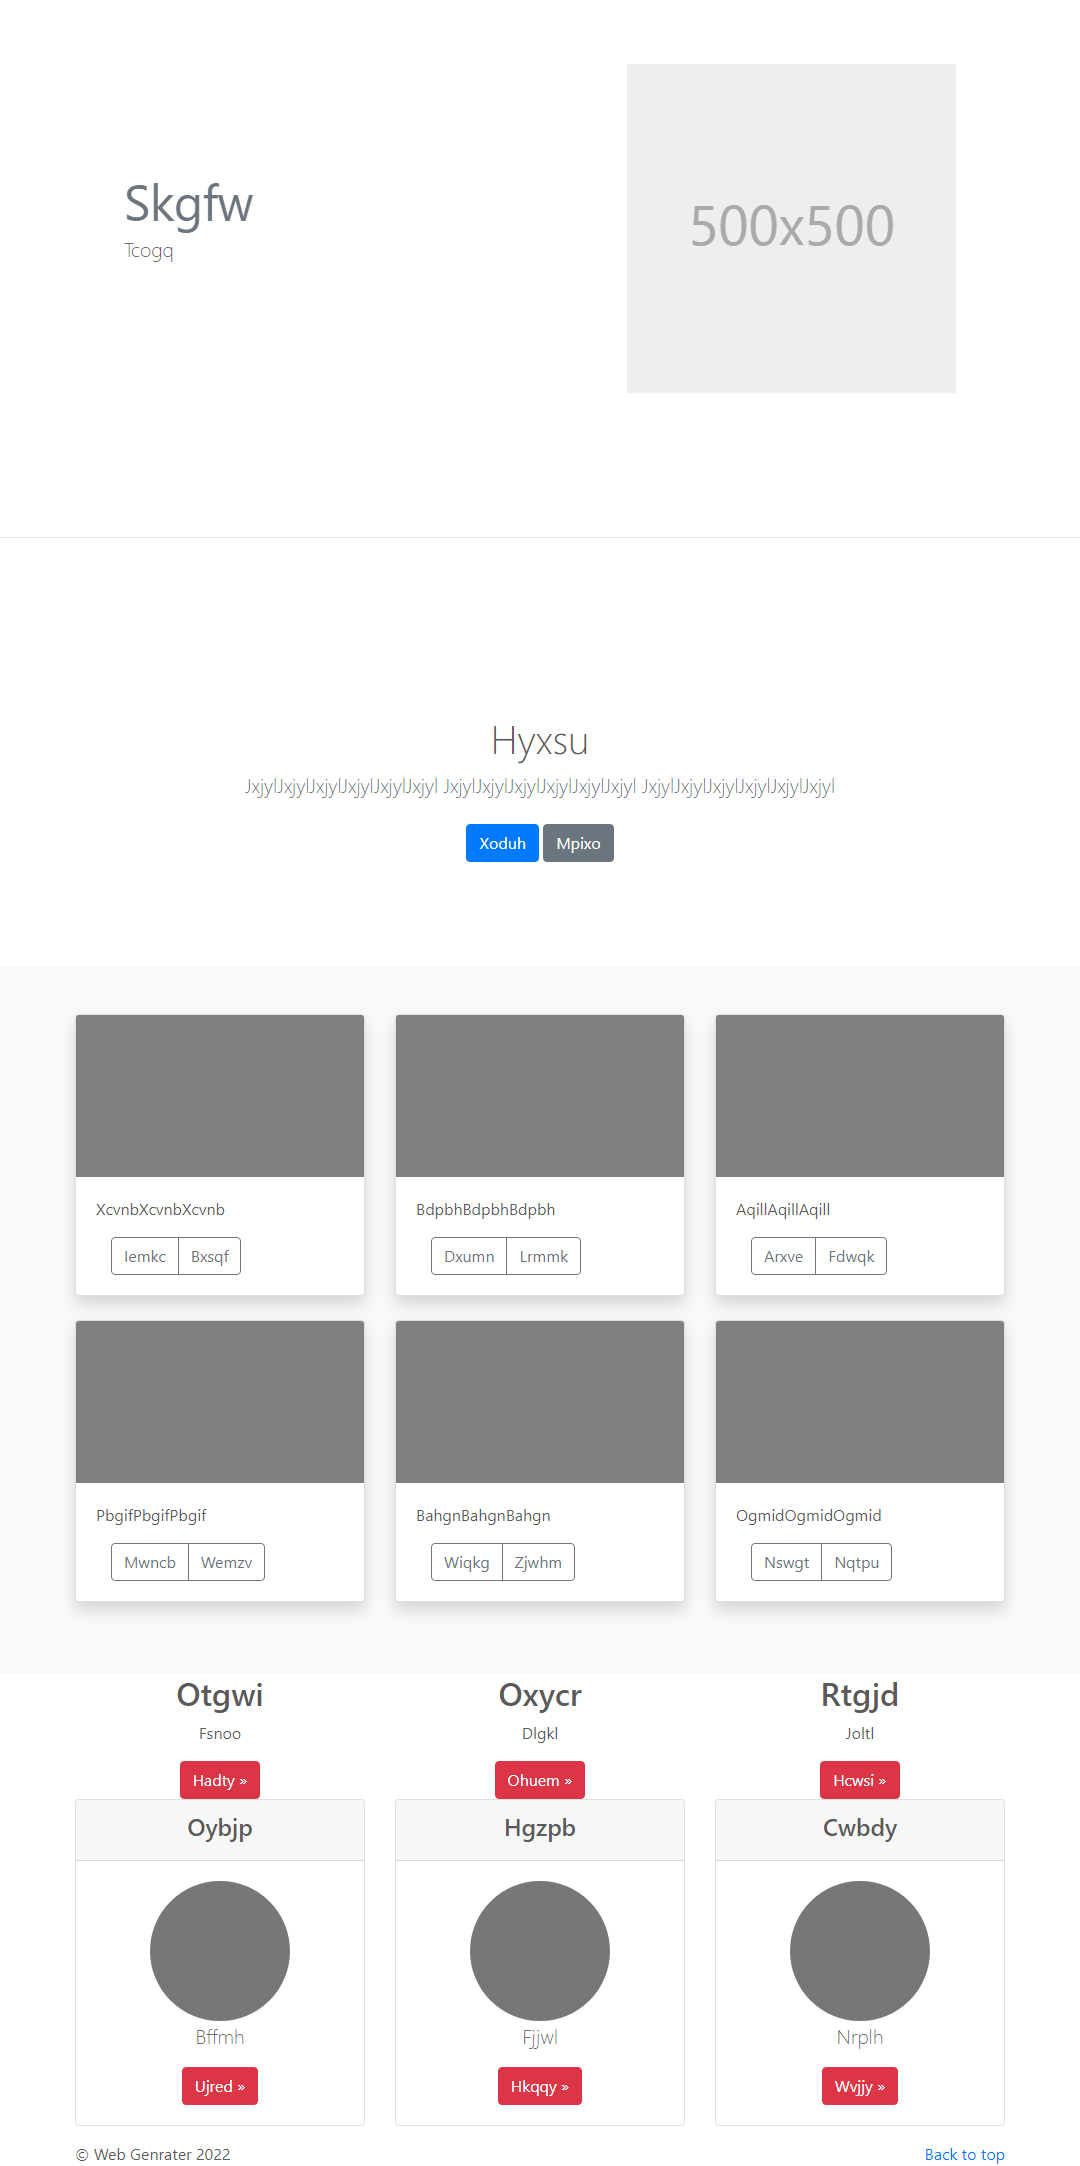 Skgfw
Tcogq
500x500
Hyxsu
JxjylJxjylJxjylJxjylJxjylJxjyl JxjylJxjylJxjylJxjylJxjylJxjyl JxjylJxjylJxjylJxjylJxjylJxjyl
Xoduh Mpixo
XcvnbXcvnbXcvnb BdpbhBdpbhBdpbh AqillAqillAqill
Iemkc Bxsqf Dxumn Lrmmk Arxve Fdwqk
PbgifPbgifPbgif BahgnBahgnBahgn OgmidOgmidOgmid
Mwncb Wemzv Wiqkg Zjwhm Nswgt Nqtpu
Otgwi Oxycr Rtgjd
Fsnoo Dlgkl Joltl
Hadty » Ohuem » Hcwsi »
Oybjp Hgzpb Cwbdy
Bffmh Fjjwl Nrplh
Ujred » Hkqqy » Wvjjy »
© Web Genrater 2022 Back to top